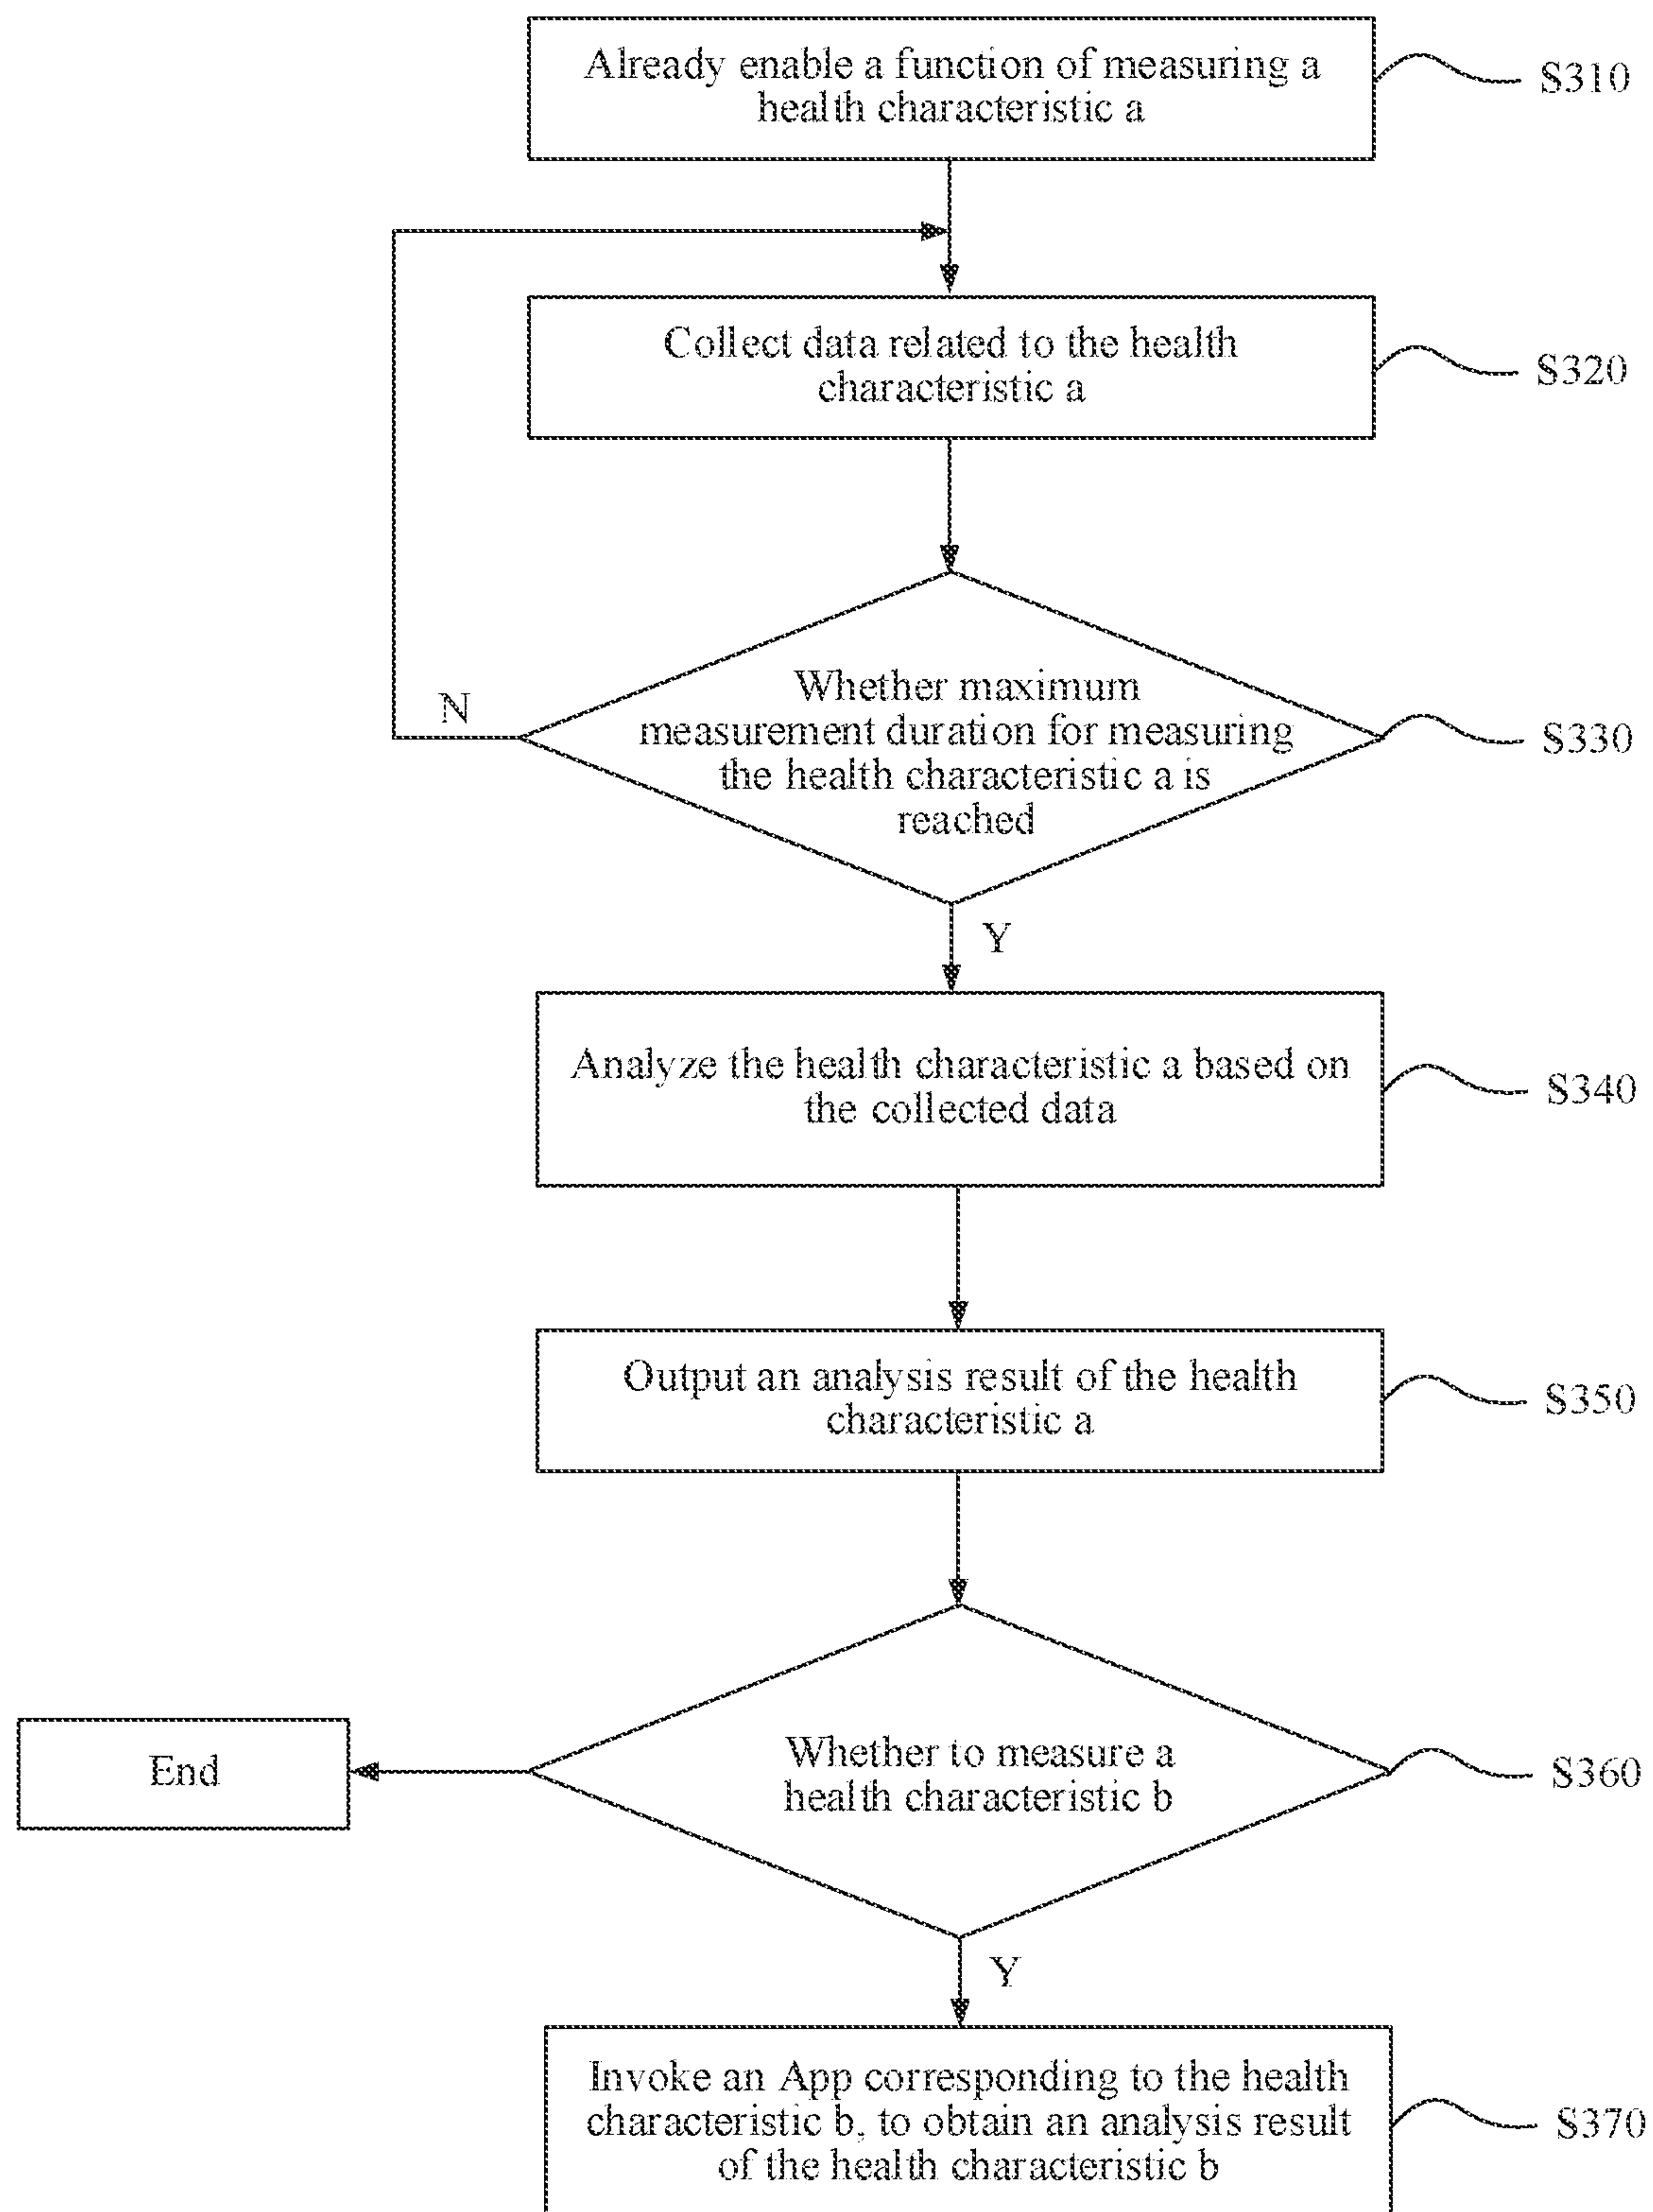 Already enable a function of measuring a
health characteristic a
S310
Collect data related to the health
characteristic a
S320
Whether maximum
measurement duration for measuring
the health characteristic a is
reached
S330
N
Y
Analyze the health characteristic a based on
the collected data
S340
Output an analysis result of the health
characteristic a
S350
Whether to measure a
health characteristic b
S360
End
Y
Invoke an App corresponding to the health
characteristic b, to obtain an analysis result
of the health characteristic b
S370